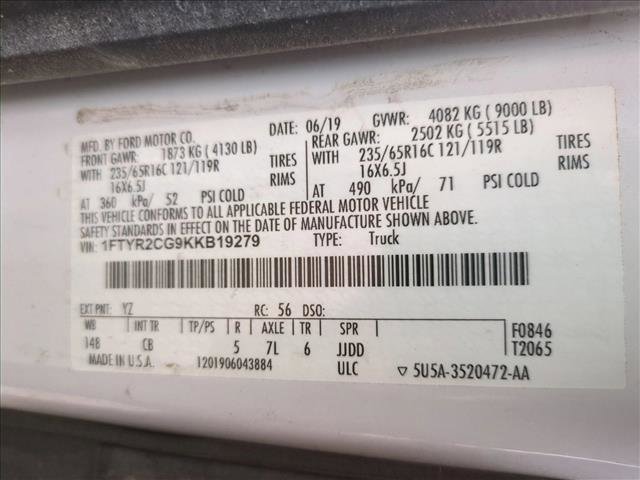 MFD. BY FORD MOTOR CO. DATE: 06/19 GVWR: 4082 KG ( 9000 LB)
FRONT GAWR: 1873 KG ( 4130 LB) REAR GAWR: 2502 KG ( 5515 LB)
WITH 235/65R16C 121/119R TIRES WITH 235/65R16C 121/119R TIRES
16X6.5J RIMS 16X6.5J RIMS
AT 360 kPa/ 52 PSI COLD AT 490 kPa/ 71 PSI COLD
THIS VEHICLE CONFORMS TO ALL APPLICABLE FEDERAL MOTOR VEHICLE
SAFETY STANDARDS IN EFFECT ON THE DATE OF MANUFACTURE SHOWN ABOVE.
VIN: 1FTYR2CG9KKB19279 TYPE: Truck
EXT PNT: YZ RC: 56 DSO:
WB INT TR TP/PS R AXLE TR SPR F0846
148 CB 5 7L 6 JJDD T2065
MADE IN U.S.A. 1201906043884 ULC ▽ 5U5A-3520472-AA